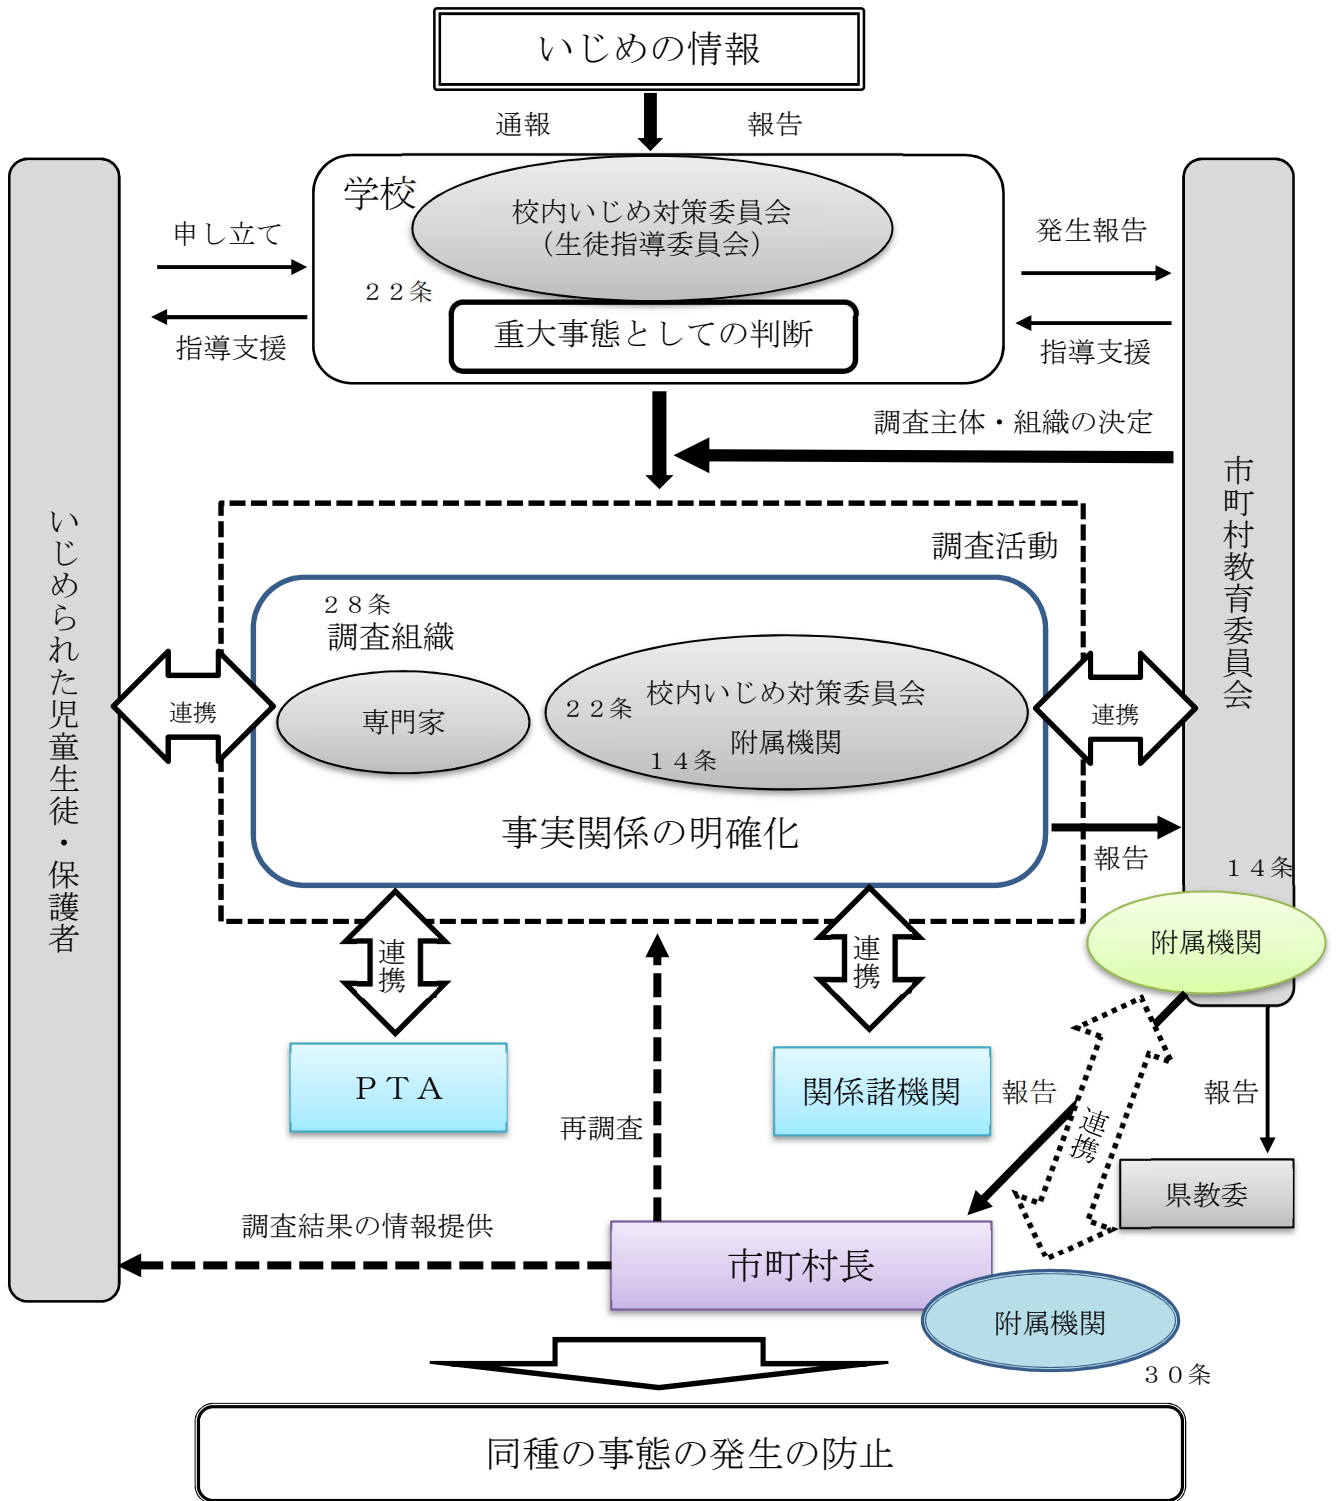 いじめの情報
通報
報告
学校
校内いじめ対策委員会
（生徒指導委員会）
２２条
重大事態としての判断
申し立て
指導支援
発生報告
指導支援
調査主体・組織の決定
いじめられた児童生徒・保護者
市町村教育委員会
調査活動
２８条
調査組織
専門家
２２条
校内いじめ対策委員会
１４条
附属機関
事実関係の明確化
連携
連携
報告
１４条
附属機関
連携
連携
ＰＴＡ
関係諸機関
報告
連携
報告
再調査
県教委
調査結果の情報提供
市町村長
附属機関
３０条
同種の事態の発生の防止